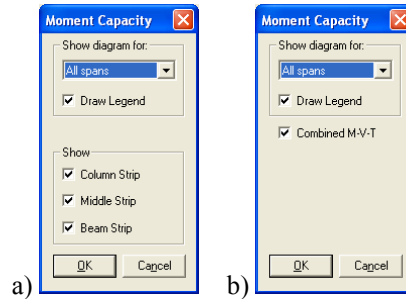 Moment Capacity
Show diagram for:
All spans
Draw Legend
Show
Column Strip
Middle Strip
Beam Strip
OK
Cancel
a)
Moment Capacity
Show diagram for:
All spans
Draw Legend
Combined M-V-T
OK
Cancel
b)